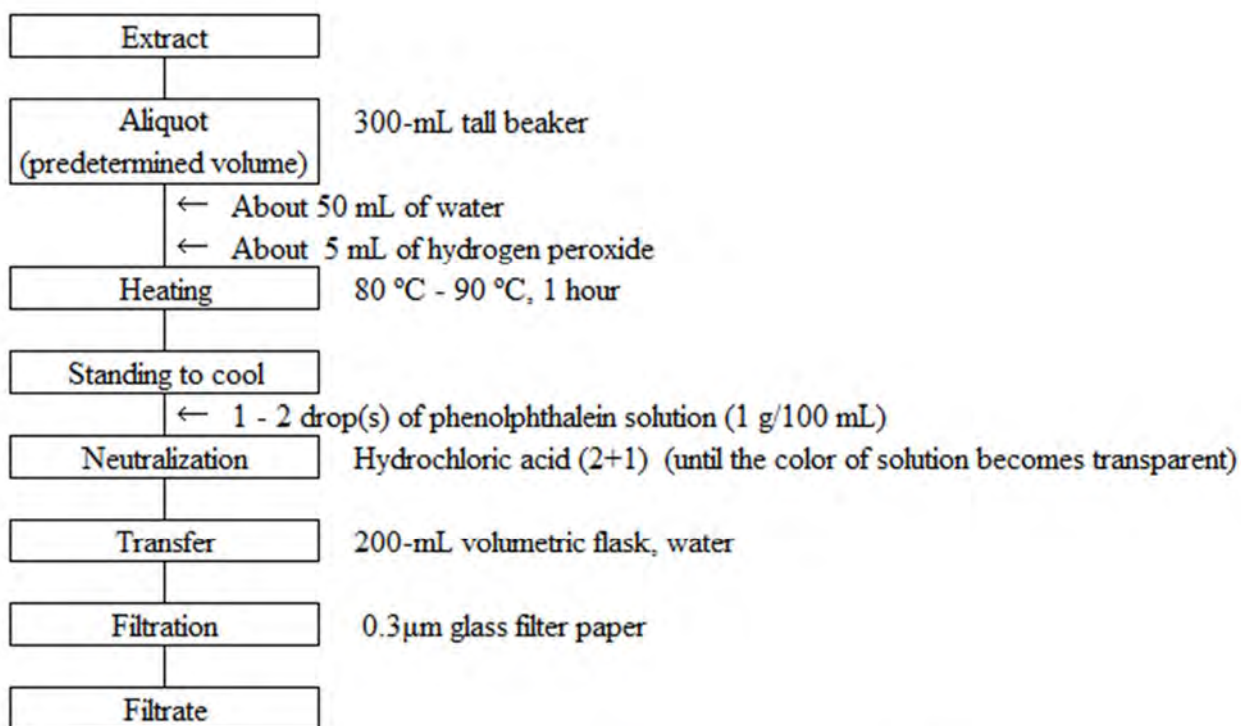 Extract
Aliquot
(predetermined volume)
300-mL tall beaker
← About 50 mL of water
← About 5 mL of hydrogen peroxide
Heating
80 °C - 90 °C, 1 hour
Standing to cool
← 1 - 2 drop(s) of phenolphthalein solution (1 g/100 mL)
Neutralization
Hydrochloric acid (2+1) (until the color of solution becomes transparent)
Transfer
200-mL volumetric flask, water
Filtration
0.3μm glass filter paper
Filtrate